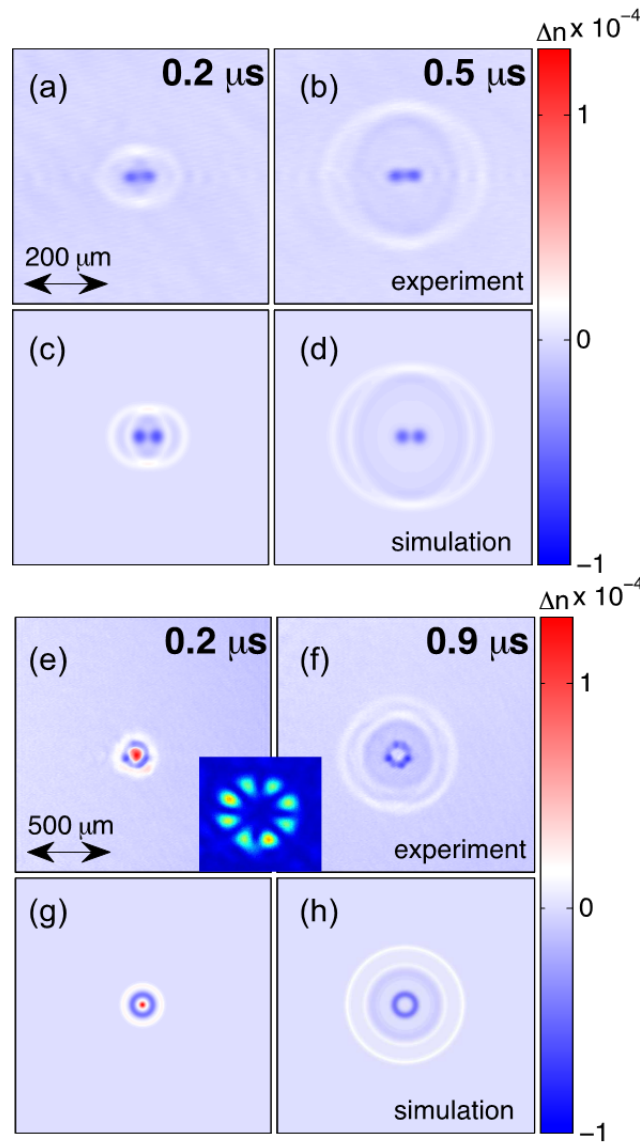 Δn x 10⁻⁴
(a) 0.2 μs (b) 0.5 μs
1
200 μm
experiment
0
(c) (d)
simulation
−1
Δn x 10⁻⁴
(e) 0.2 μs (f) 0.9 μs
1
500 μm
experiment
0
(g) (h)
simulation
−1